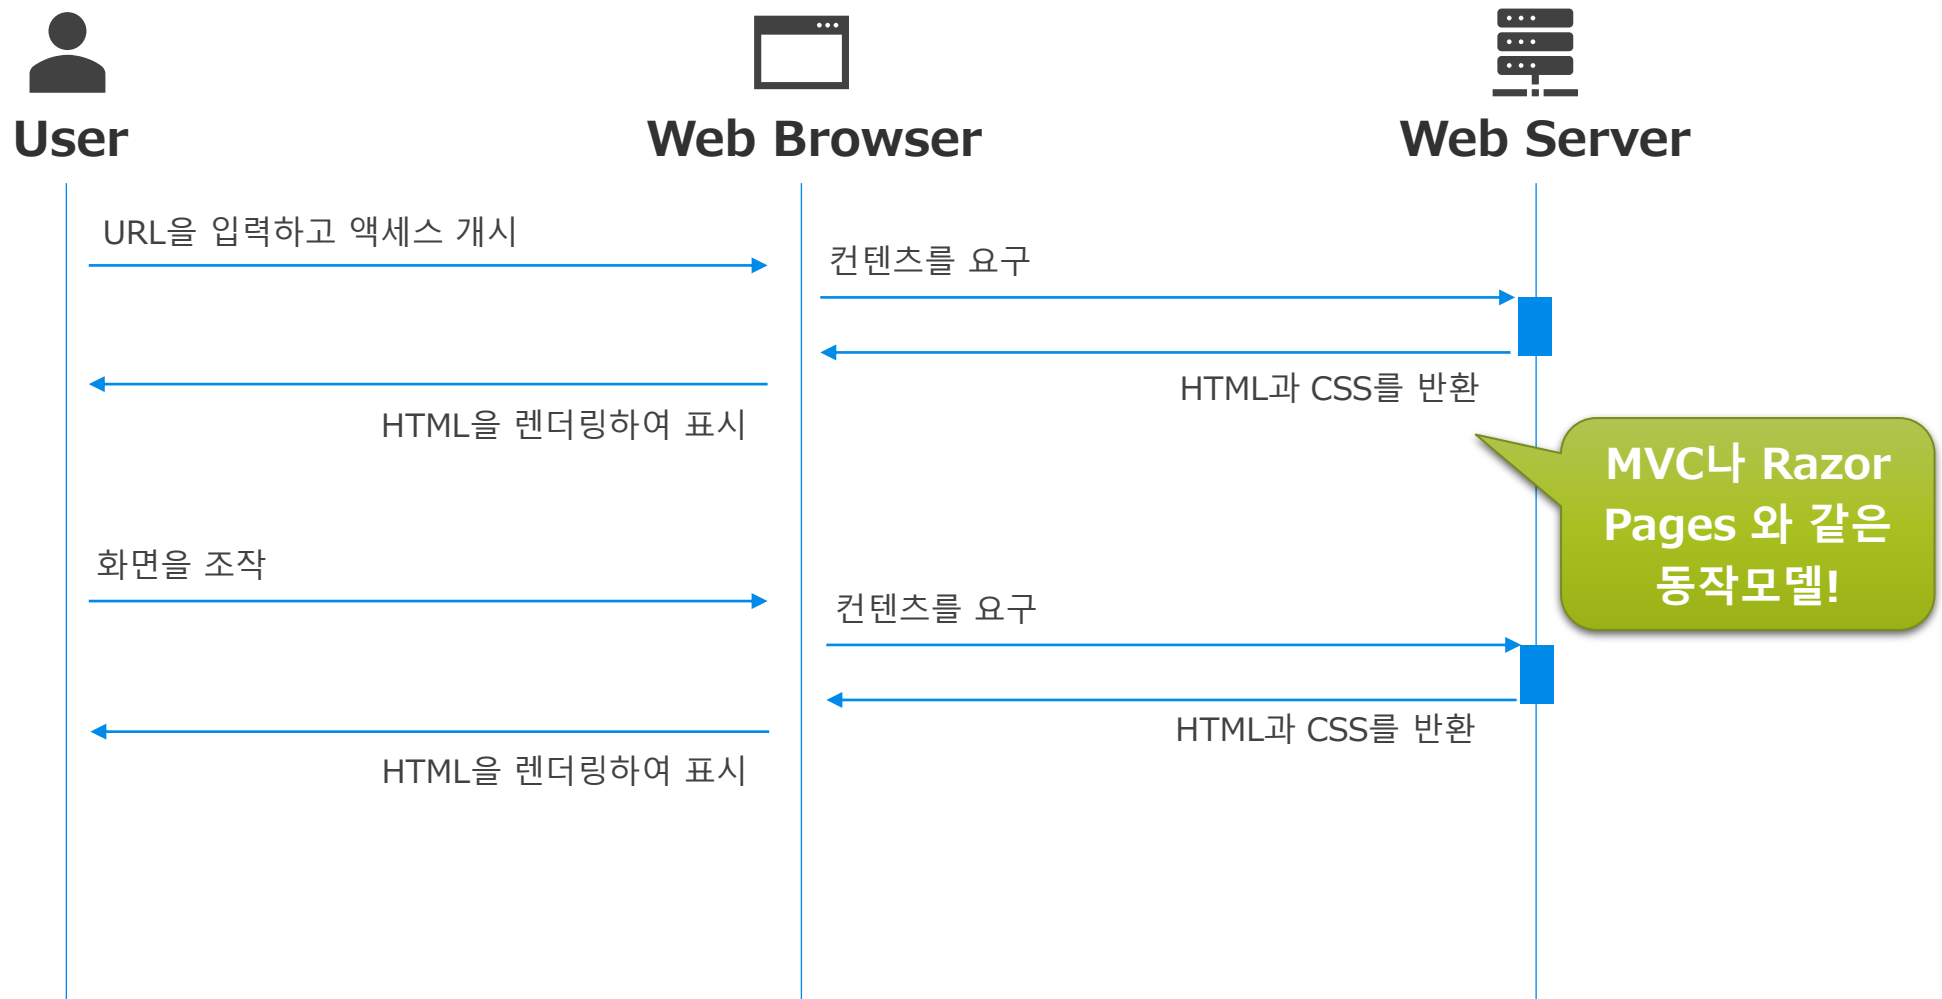 User
Web Browser
Web Server
URL을 입력하고 액세스 개시
컨텐츠를 요구
HTML과 CSS를 반환
HTML을 렌더링하여 표시
MVC나 Razor
Pages 와 같은
동작모델!
화면을 조작
컨텐츠를 요구
HTML과 CSS를 반환
HTML을 렌더링하여 표시